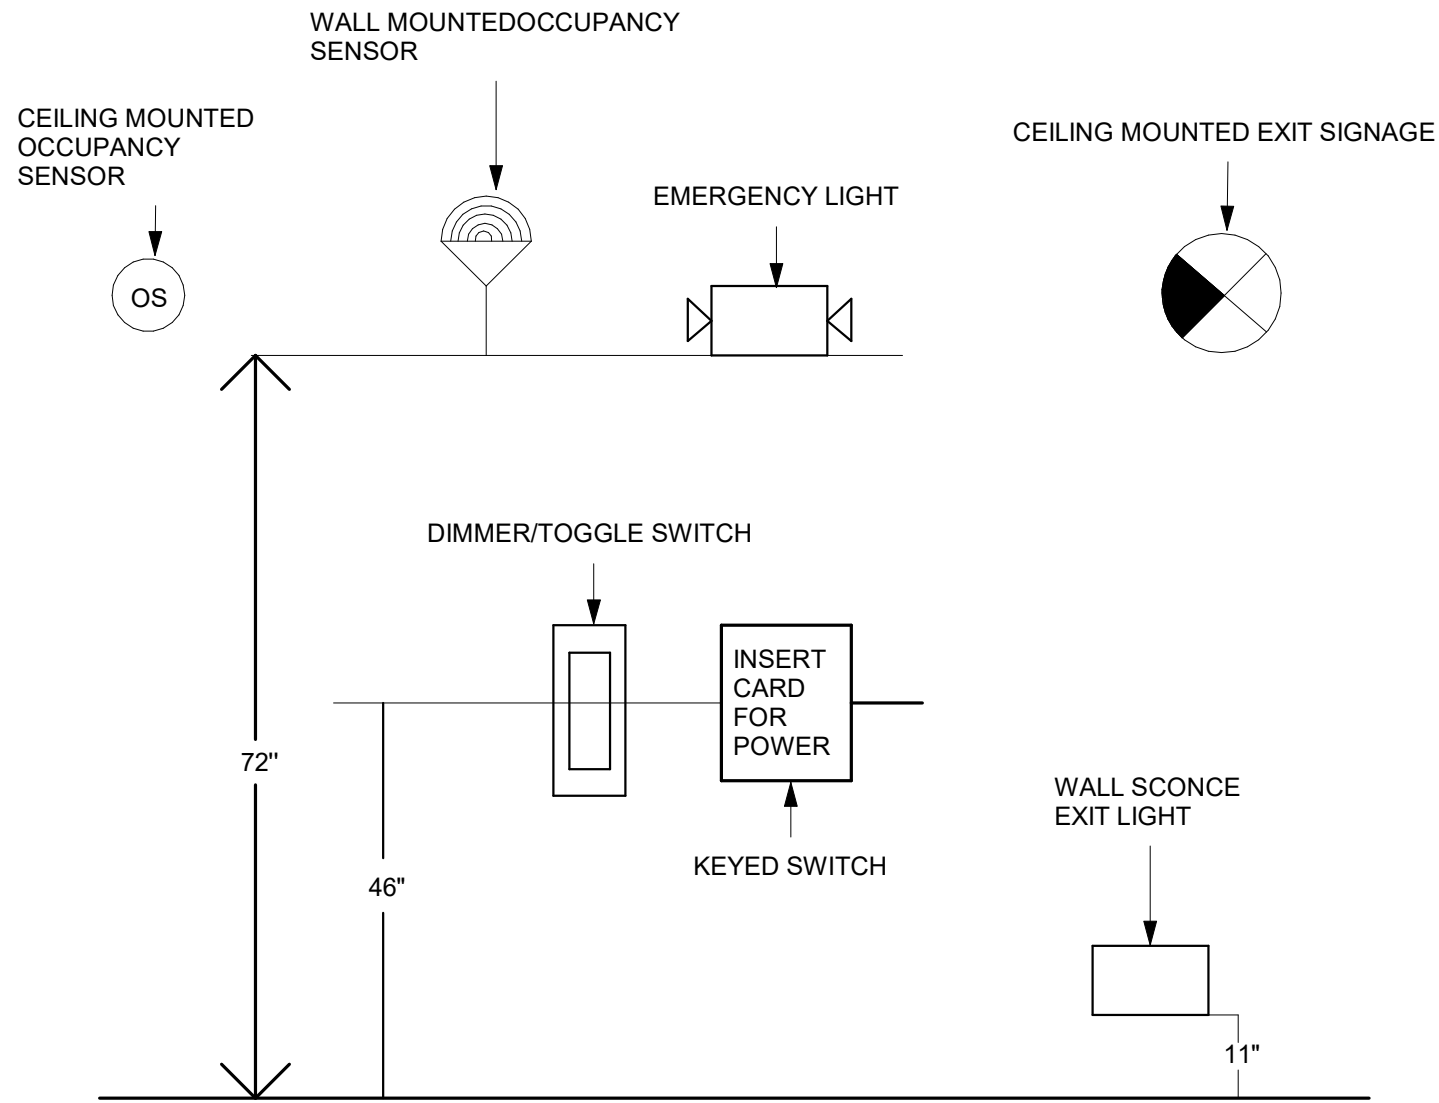 WALL MOUNTEDOCCUPANCY
SENSOR
CEILING MOUNTED
OCCUPANCY
SENSOR
CEILING MOUNTED EXIT SIGNAGE
EMERGENCY LIGHT
OS
DIMMER/TOGGLE SWITCH
INSERT
CARD
FOR
POWER
72"
WALL SCONCE
EXIT LIGHT
KEYED SWITCH
46"
11"